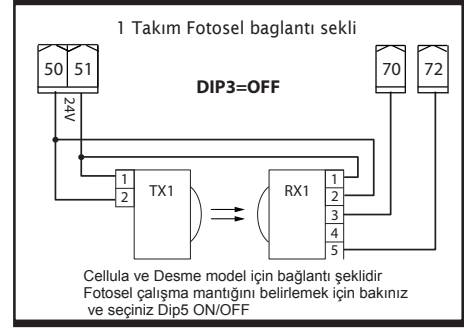 1 Takım Fotosel baglantı sekli
50 51 70 72
24V
DIP3=OFF
1 TX1 RX1 1
2 2
3
4
5
Cellula ve Desme model için bağlantı şeklidir
Fotosel çalışma mantığını belirlemek için bakınız
ve seçiniz Dip5 ON/OFF